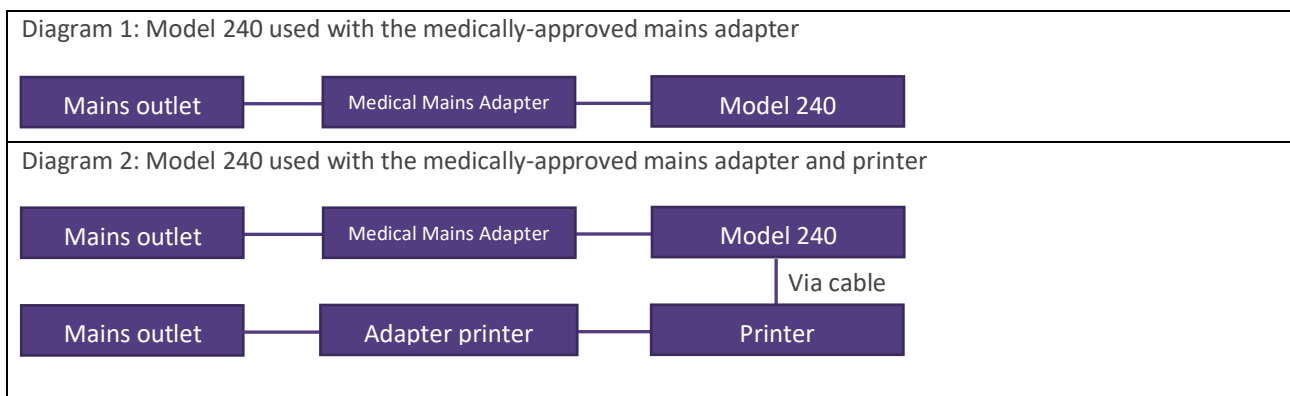 Diagram 1: Model 240 used with the medically-approved mains adapter
Mains outlet Medical Mains Adapter Model 240
Diagram 2: Model 240 used with the medically-approved mains adapter and printer
Mains outlet Medical Mains Adapter Model 240
Via cable
Mains outlet Adapter printer Printer